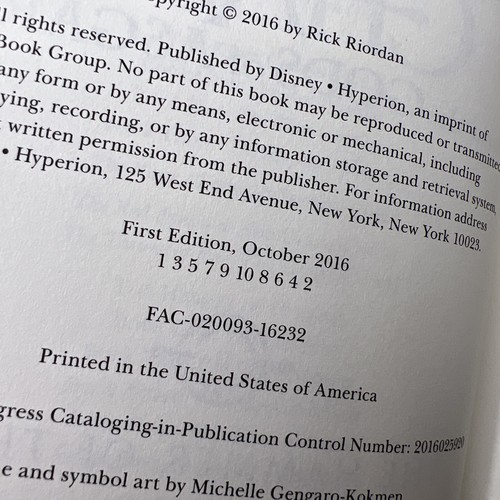 opyright © 2016 by Rick Riordan
ll rights reserved. Published by Disney • Hyperion, an imprint of
Book Group. No part of this book may be reproduced or transmitted
any form or by any means, electronic or mechanical, including
ying, recording, or by any information storage and retrieval system,
written permission from the publisher. For information address
• Hyperion, 125 West End Avenue, New York, New York 10023.
First Edition, October 2016
1 3 5 7 9 10 8 6 4 2
FAC-020093-16232
Printed in the United States of America
gress Cataloging-in-Publication Control Number: 2016025920
e and symbol art by Michelle Gengaro-Kokmen